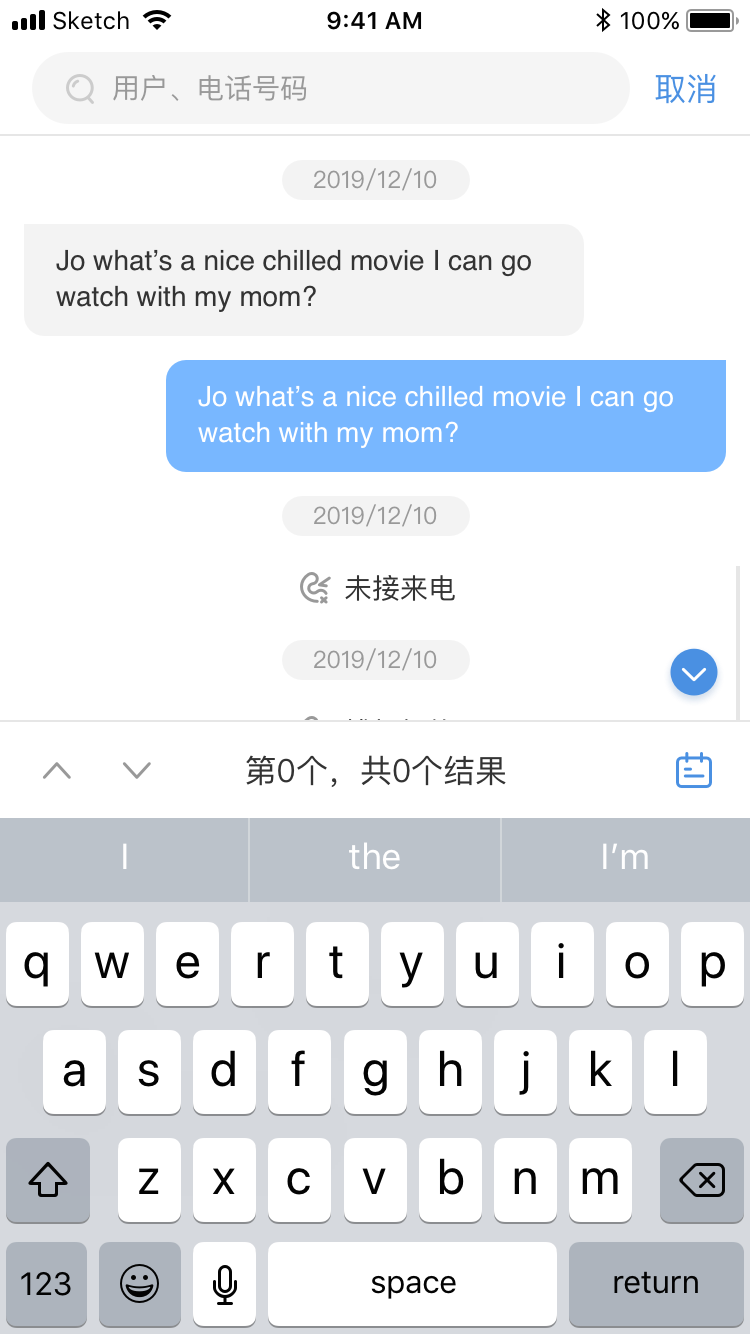 Sketch 9:41 AM 100%
用户、电话号码 取消
2019/12/10
Jo what’s a nice chilled movie I can go
watch with my mom?
Jo what’s a nice chilled movie I can go
watch with my mom?
2019/12/10
未接来电
2019/12/10
第0个，共0个结果
I the I’m
q w e r t y u i o p
a s d f g h j k l
z x c v b n m
123 space return